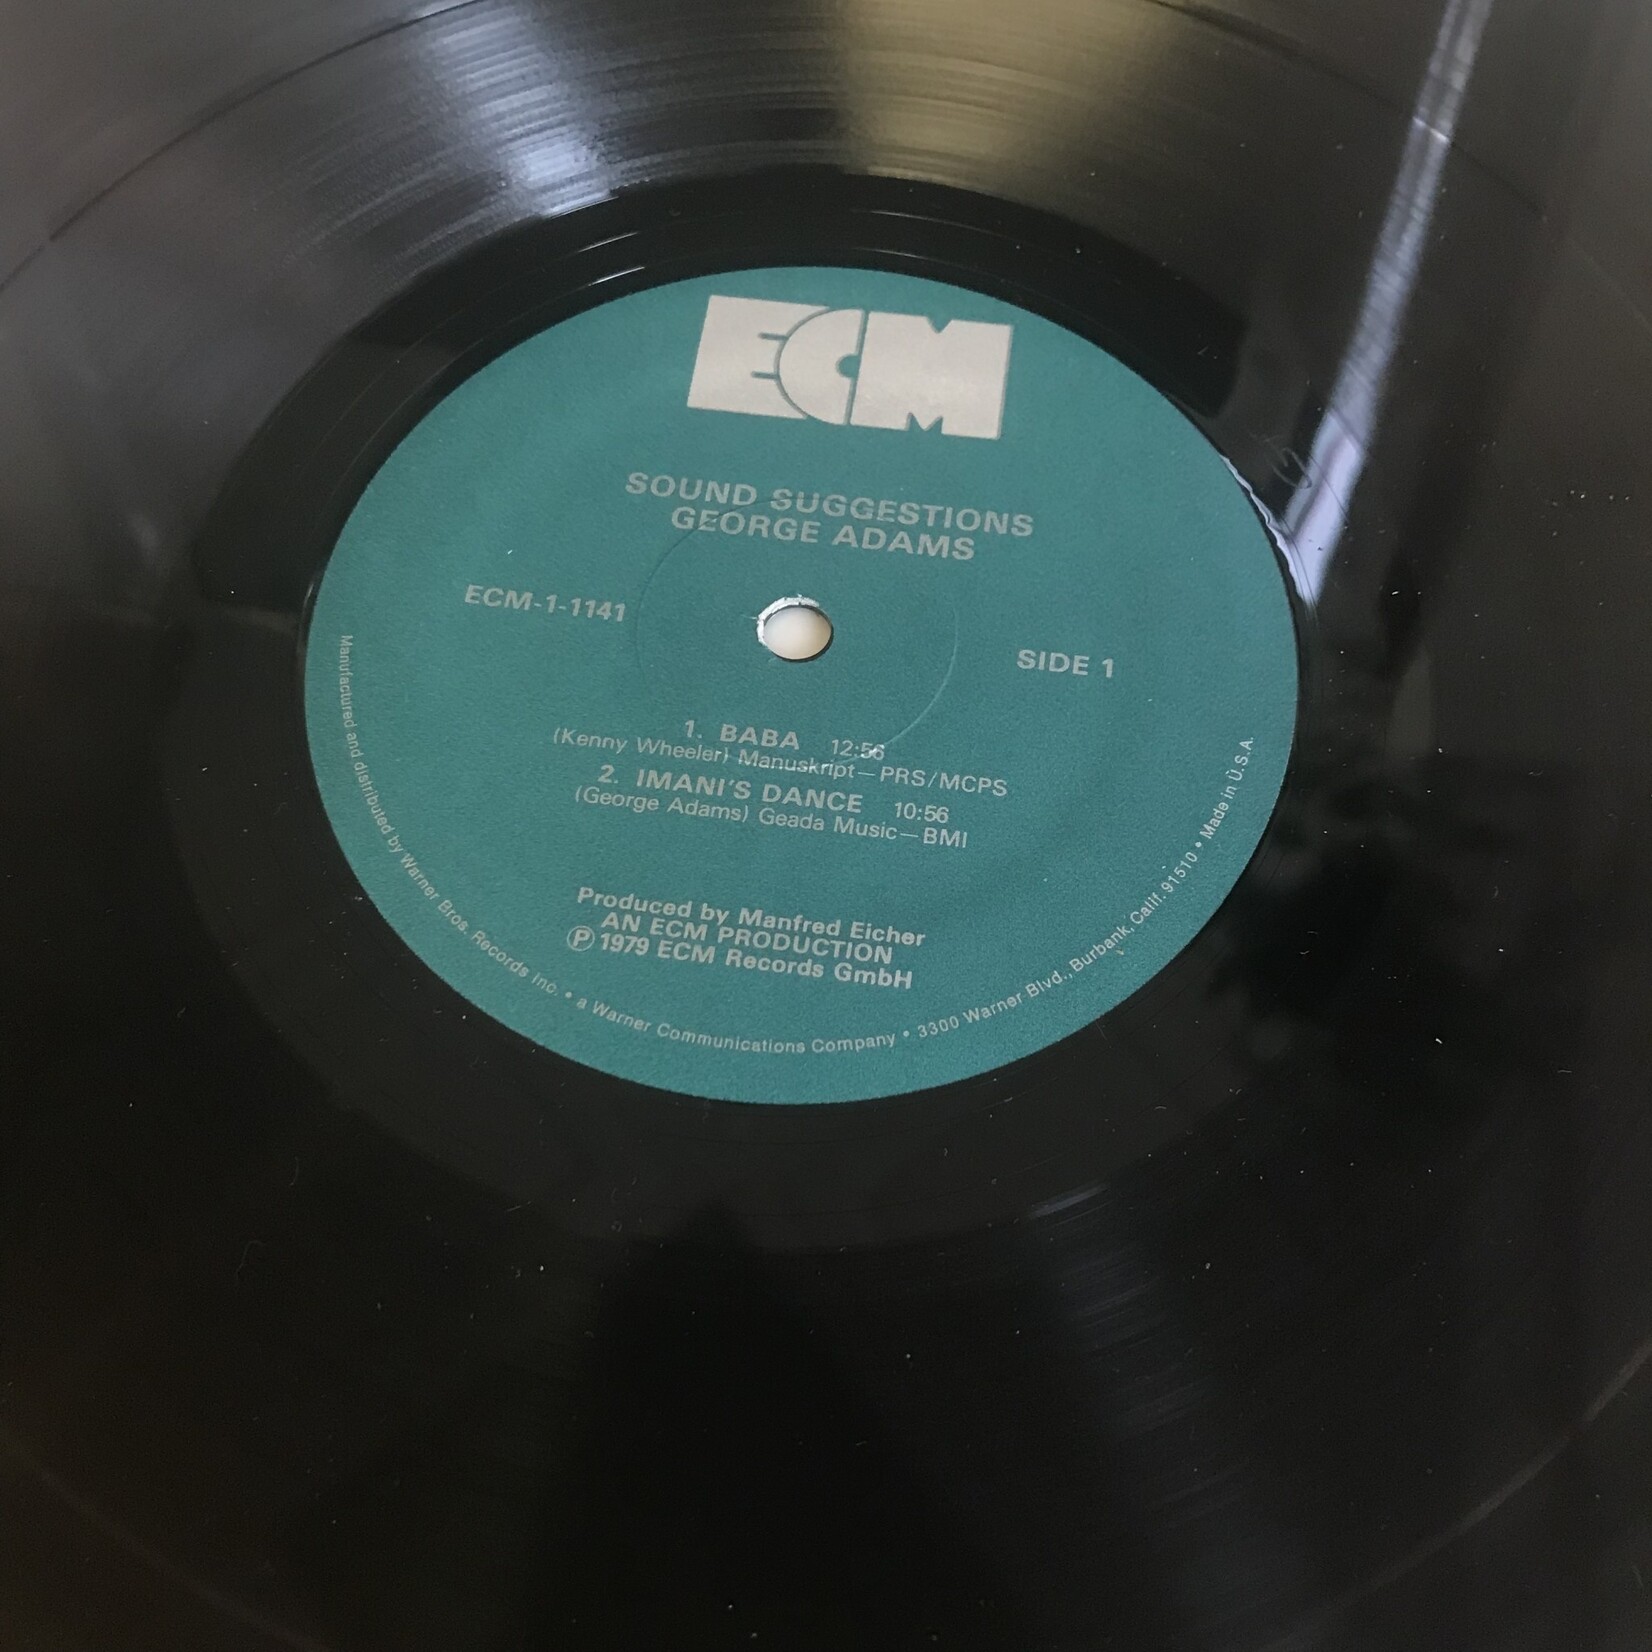 ECM
SOUND SUGGESTIONS
GEORGE ADAMS
ECM-1-1141
SIDE 1
1. BABA 12:56
(Kenny Wheeler) Manuskript—PRS/MCPS
2. IMANI'S DANCE 10:56
(George Adams) Geada Music—BMI
Produced by Manfred Eicher
AN ECM PRODUCTION
Ⓟ 1979 ECM Records GmbH
Manufactured and distributed by Warner Bros. Records Inc. • a Warner Communications Company • 3300 Warner Blvd., Burbank, Calif. 91510 • Made in U.S.A.